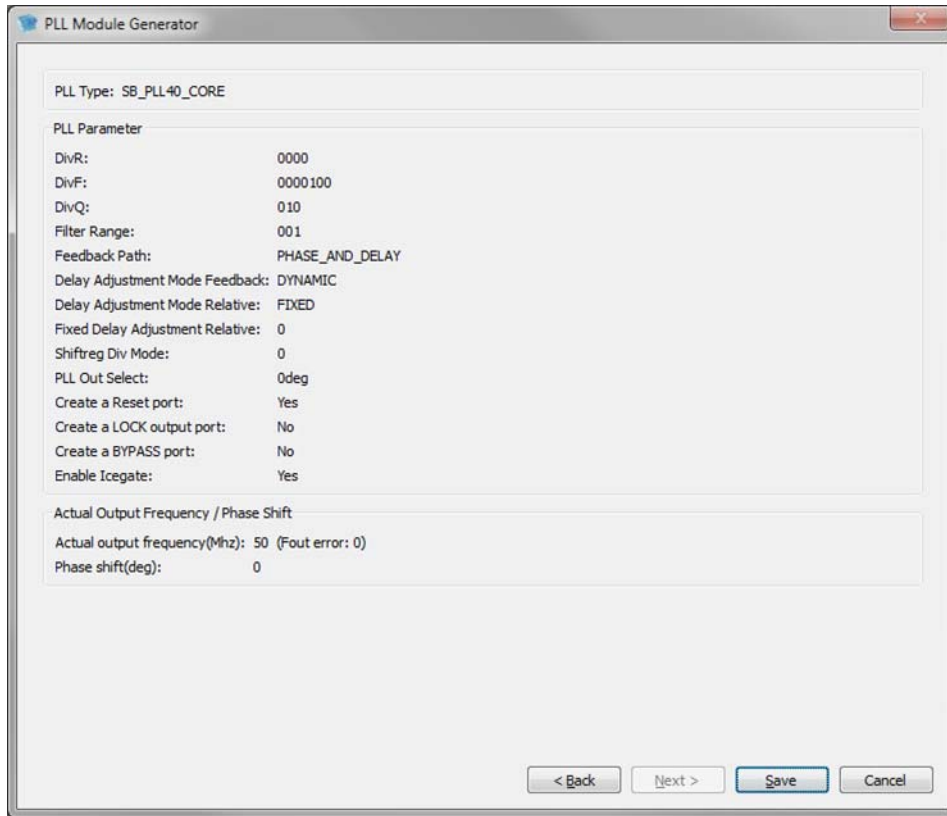 PLL Module Generator
PLL Type: SB_PLL40_CORE
PLL Parameter
DivR: 0000
DivF: 0000100
DivQ: 010
Filter Range: 001
Feedback Path: PHASE_AND_DELAY
Delay Adjustment Mode Feedback: DYNAMIC
Delay Adjustment Mode Relative: FIXED
Fixed Delay Adjustment Relative: 0
Shiftreg Div Mode: 0
PLL Out Select: 0deg
Create a Reset port: Yes
Create a LOCK output port: No
Create a BYPASS port: No
Enable Icegate: Yes
Actual Output Frequency / Phase Shift
Actual output frequency(Mhz): 50 (Fout error: 0)
Phase shift(deg): 0
< Back Next > Save Cancel